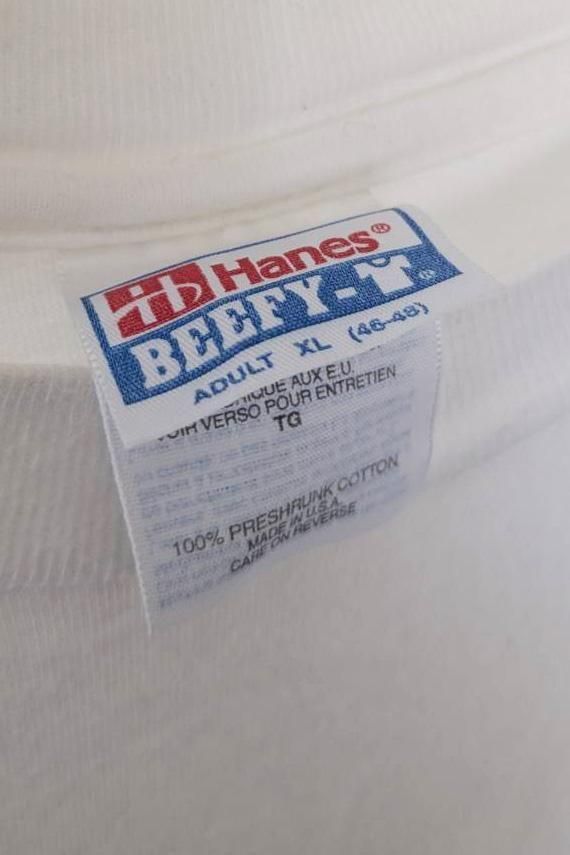 Hanes®
BEEFY-T®
ADULT XL (46-48)
AUX E.U.
VOIR VERSO POUR ENTRETIEN
TG
100% PRESHRUNK COTTON
MADE IN U.S.A.
CARE ON REVERSE